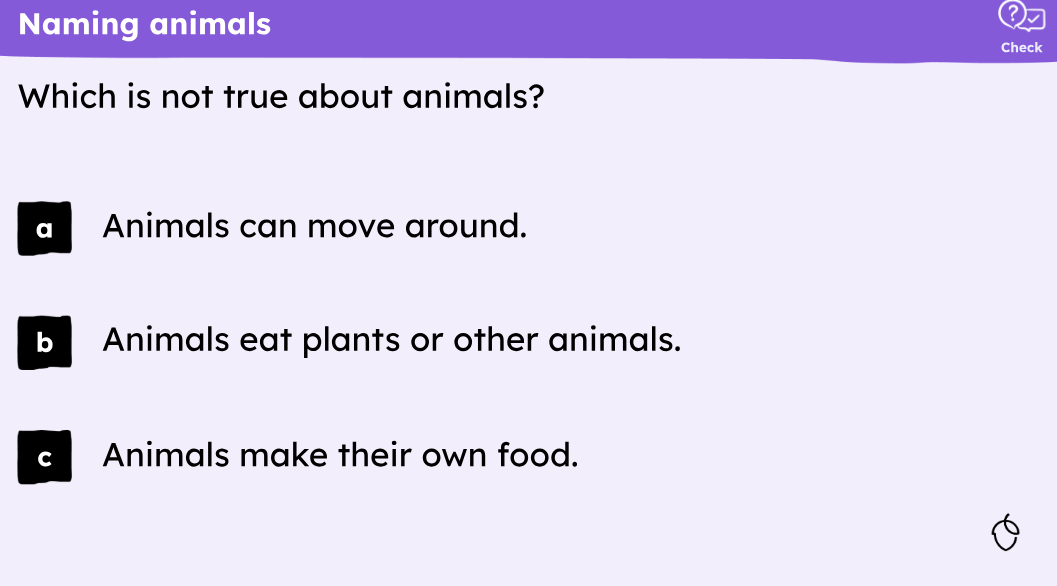 Naming animals
Check
Which is not true about animals?
a Animals can move around.
b Animals eat plants or other animals.
c Animals make their own food.